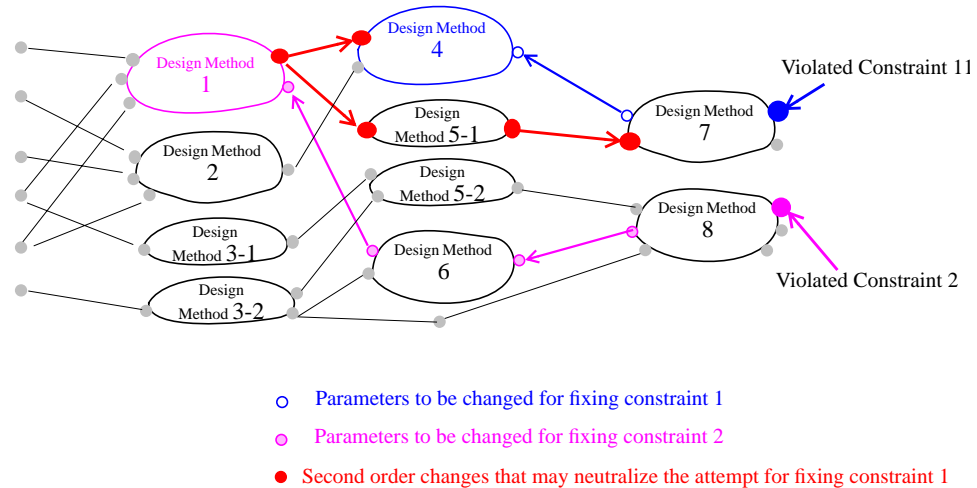 Design Method
1
Design Method
4
Violated Constraint 11
Design
Method 5-1
Design Method
7
Design Method
2
Design
Method 5-2
Design Method
8
Design
Method 3-1
Design Method
6
Violated Constraint 2
Design
Method 3-2
Parameters to be changed for fixing constraint 1
Parameters to be changed for fixing constraint 2
Second order changes that may neutralize the attempt for fixing constraint 1